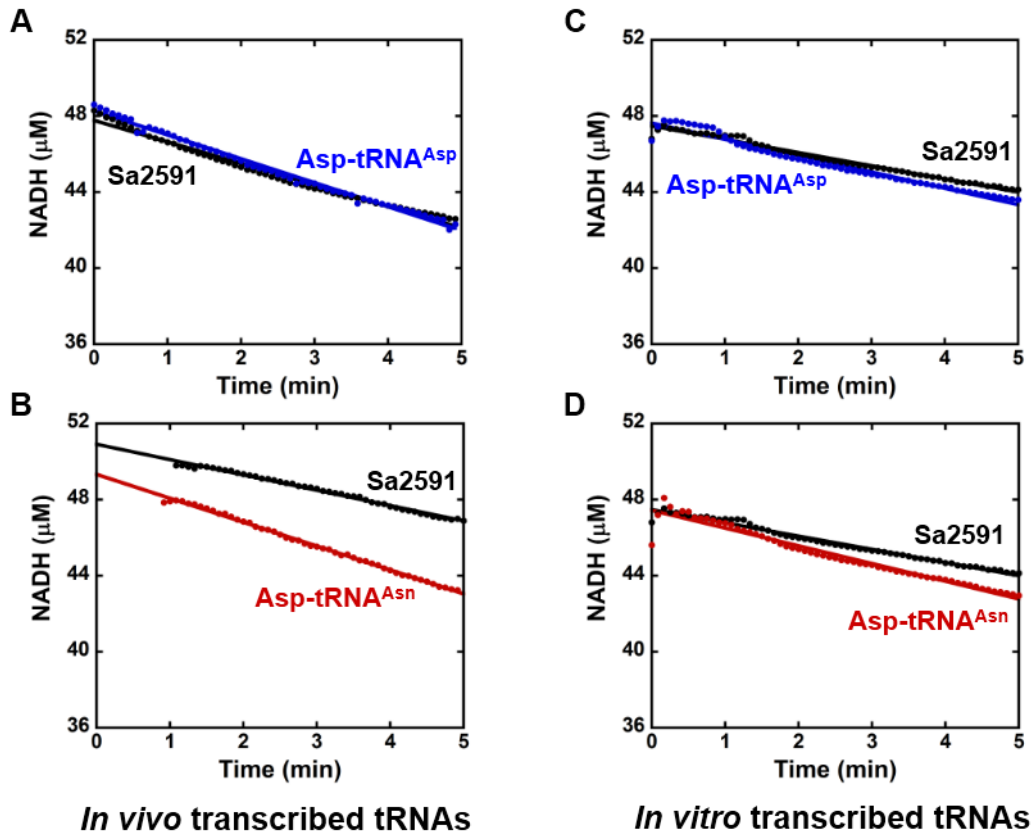 A
52
48
44
40
36
NADH (μM)
Asp-tRNAAsp
Sa2591
0 1 2 3 4 5
Time (min)
B
52
48
44
40
36
NADH (μM)
Sa2591
Asp-tRNAAsn
0 1 2 3 4 5
Time (min)
In vivo transcribed tRNAs
C
52
48
44
40
36
NADH (μM)
Sa2591
Asp-tRNAAsp
0 1 2 3 4 5
Time (min)
D
52
48
44
40
36
NADH (μM)
Sa2591
Asp-tRNAAsn
0 1 2 3 4 5
Time (min)
In vitro transcribed tRNAs